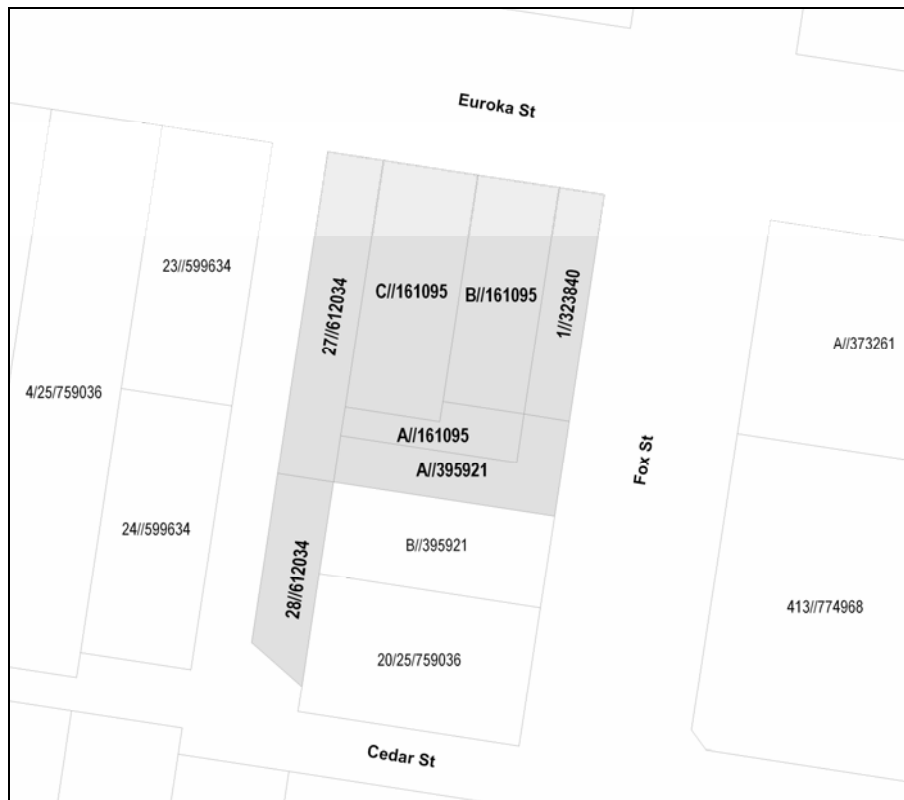 Euroka St
23//599634
C//161095
B//161095
1//323840
27//612034
A//373261
4/25/759036
A//161095
A//395921
Fox St
24//599634
B//395921
28//612034
413//774968
20/25/759036
Cedar St